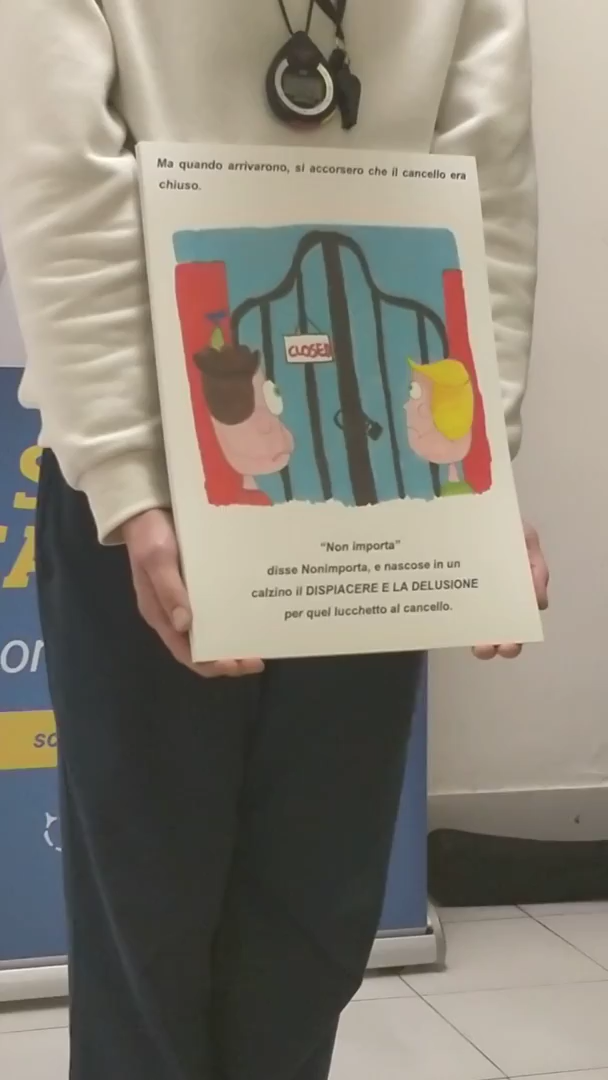 Ma quando arrivarono, si accorsero che il cancello era
chiuso.
CLOSED
"Non importa"
disse Nonimporta, e nascose in un
calzino il DISPIACERE E LA DELUSIONE
per quel lucchetto al cancello.